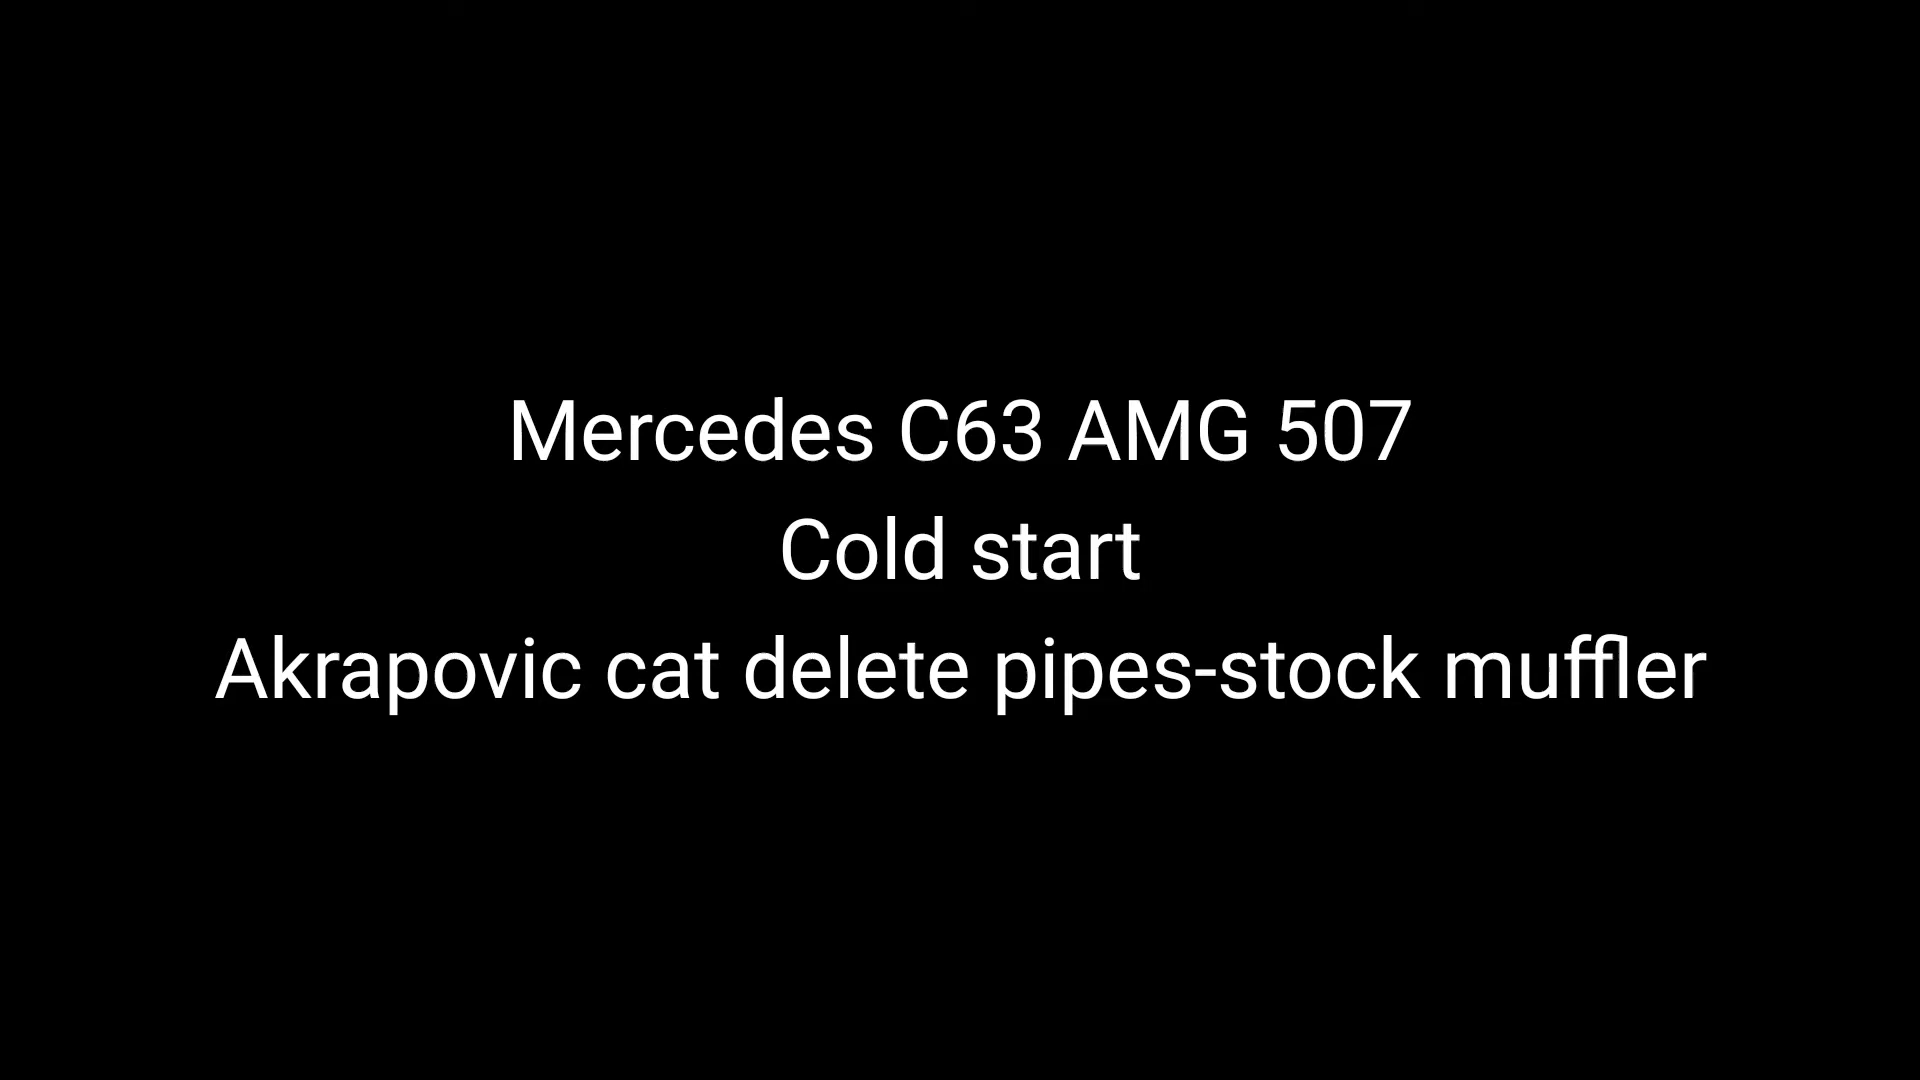 Mercedes C63 AMG 507
Cold start
Akrapovic cat delete pipes-stock muffler